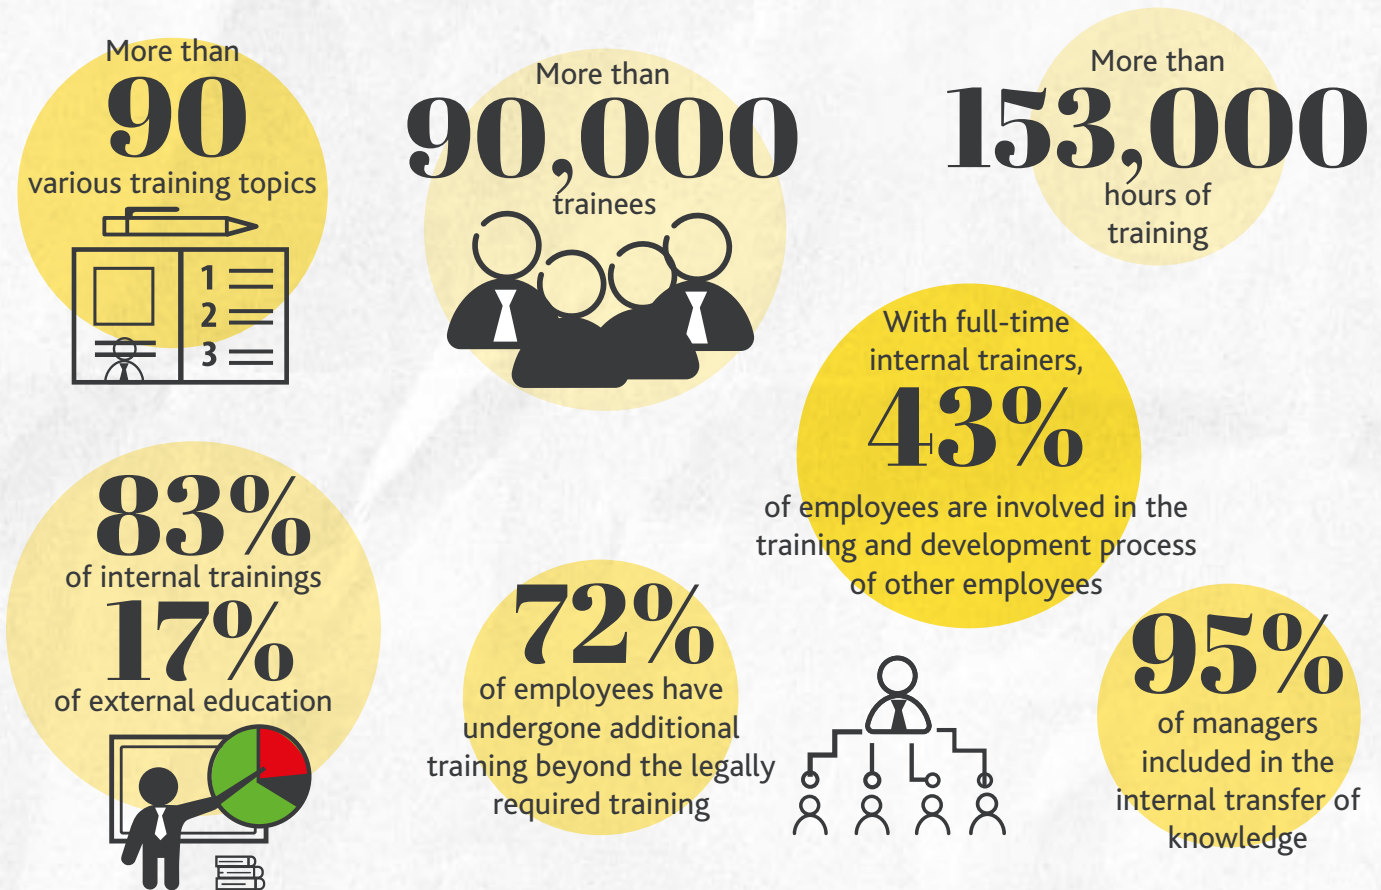 More than
90
various training topics
1
2
3
More than
90,000
trainees
More than
153,000
hours of
training
With full-time
internal trainers,
43%
of employees are involved in the
training and development process
of other employees
83%
of internal trainings
17%
of external education
72%
of employees have
undergone additional
training beyond the legally
required training
95%
of managers
included in the
internal transfer of
knowledge